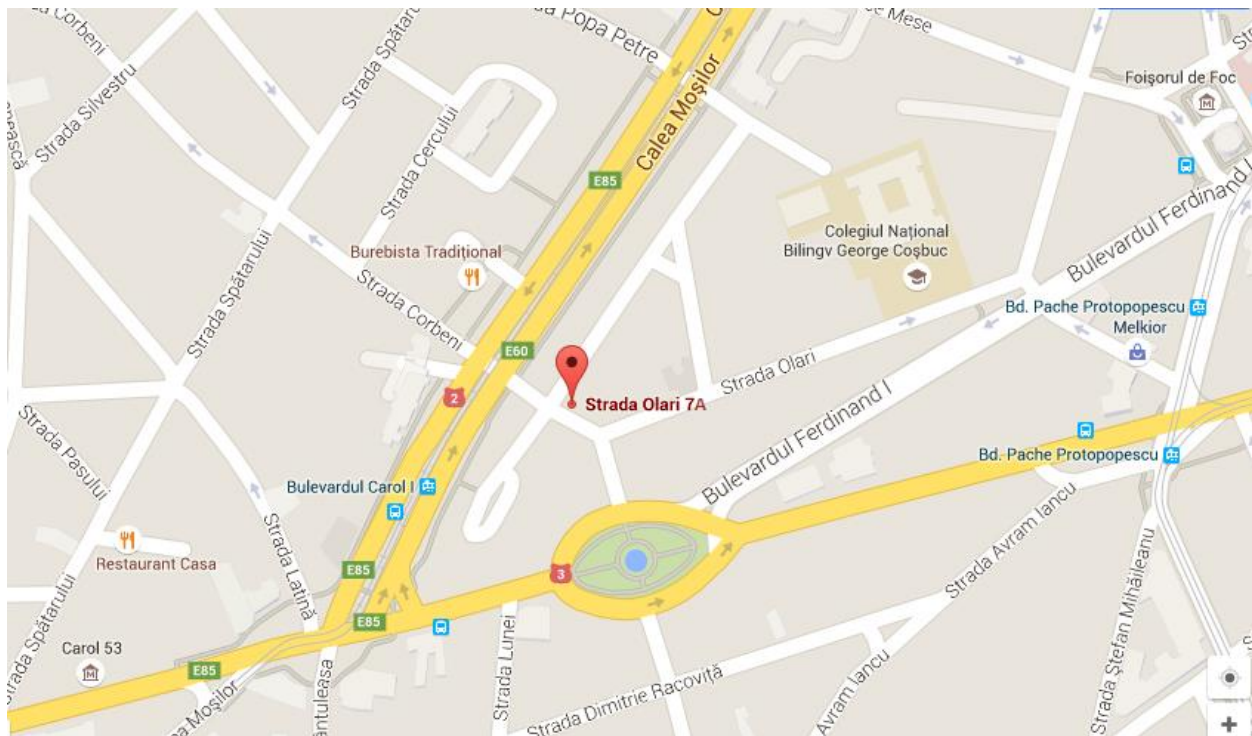 Corbeni
Strada Silvestru
Strada Spătarului
Popa Petre
Mese
Foișorul de Foc
Calea Moșilor
Strada Cercului
E85
Burebista Tradițional
Colegiul Național
Bilingv George Coșbuc
Bulevardul Ferdinand I
Strada Spătarului
Strada Corbeni
Bd. Pache Protopopescu
Melkior
E60
Strada Olari
2
Strada Olari 7A
Strada Pasului
Bulevardul Ferdinand I
Bd. Pache Protopopescu
Bulevardul Carol I
Restaurant Casa
Strada Latină
E85
3
Strada Avram Iancu
Strada Ștefan Mihăileanu
Strada Spătarului
E85
Carol 53
E85
Strada Lunei
Moșilor
Strada Dimitrie Racoviță
Avram Iancu
+